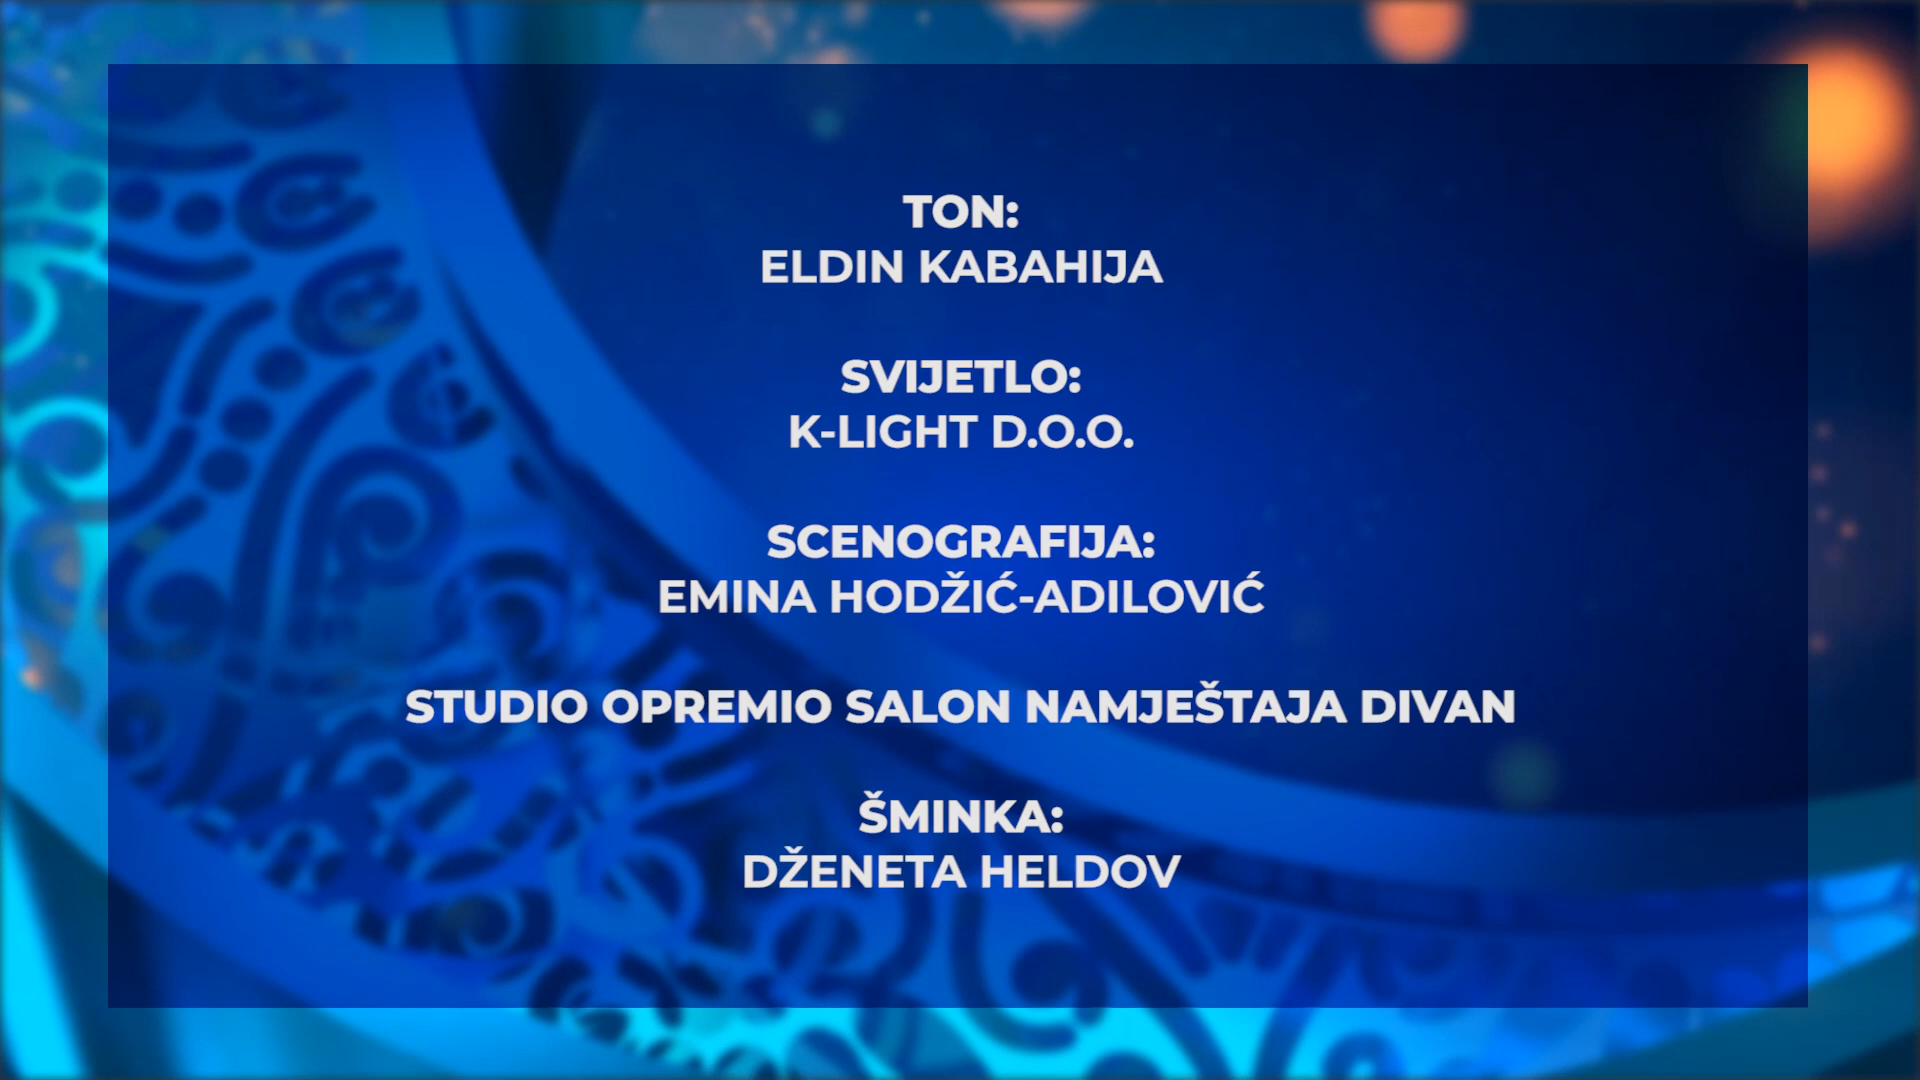 TON:
ELDIN KABAHIJA
SVIJETLO:
K-LIGHT D.O.O.
SCENOGRAFIJA:
EMINA HODŽIĆ-ADILOVIĆ
STUDIO OPREMIO SALON NAMJEŠTAJA DIVAN
ŠMINKA:
DŽENETA HELDOV